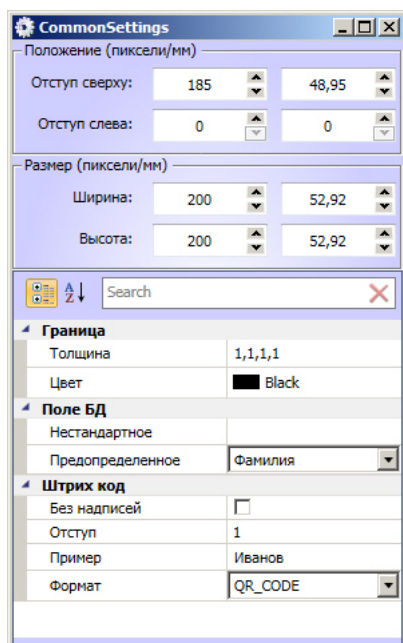 CommonSettings
Положение (пиксели/мм)
Отступ сверху: 185 48,95
Отступ слева: 0 0
Размер (пиксели/мм)
Ширина: 200 52,92
Высота: 200 52,92
A Z Search
Граница
Толщина 1,1,1,1
Цвет Black
Поле БД
Нестандартное
Предопределенное Фамилия
Штрих код
Без надписей
Отступ 1
Пример Иванов
Формат QR_CODE